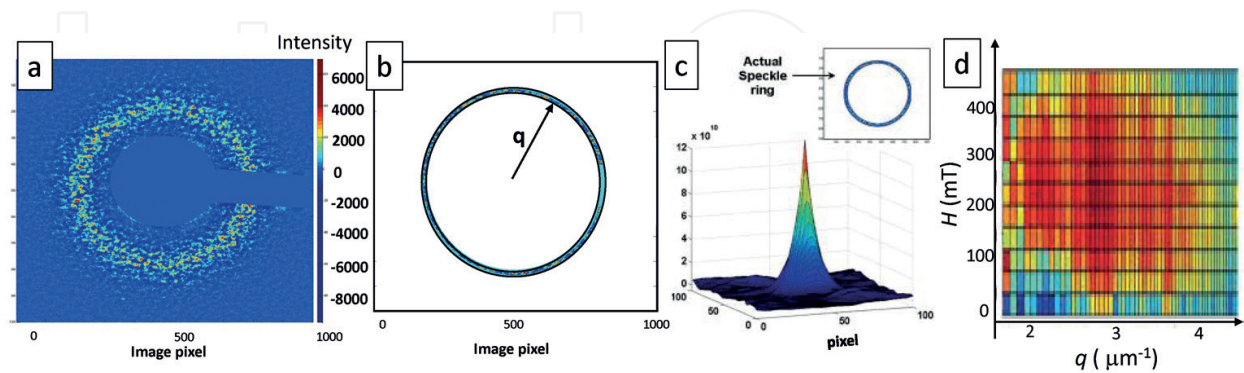 a
Intensity
6000
4000
2000
0
-2000
-4000
-6000
-8000
0
500
1000
Image pixel
b
q
0
500
1000
Image pixel
c
Actual
Speckle
ring
x 10^10
12
10
8
6
4
2
0
100
50
0
0
50
100
pixel
d
400
300
200
100
0
H (mT)
2
3
4
q ( μm⁻¹)